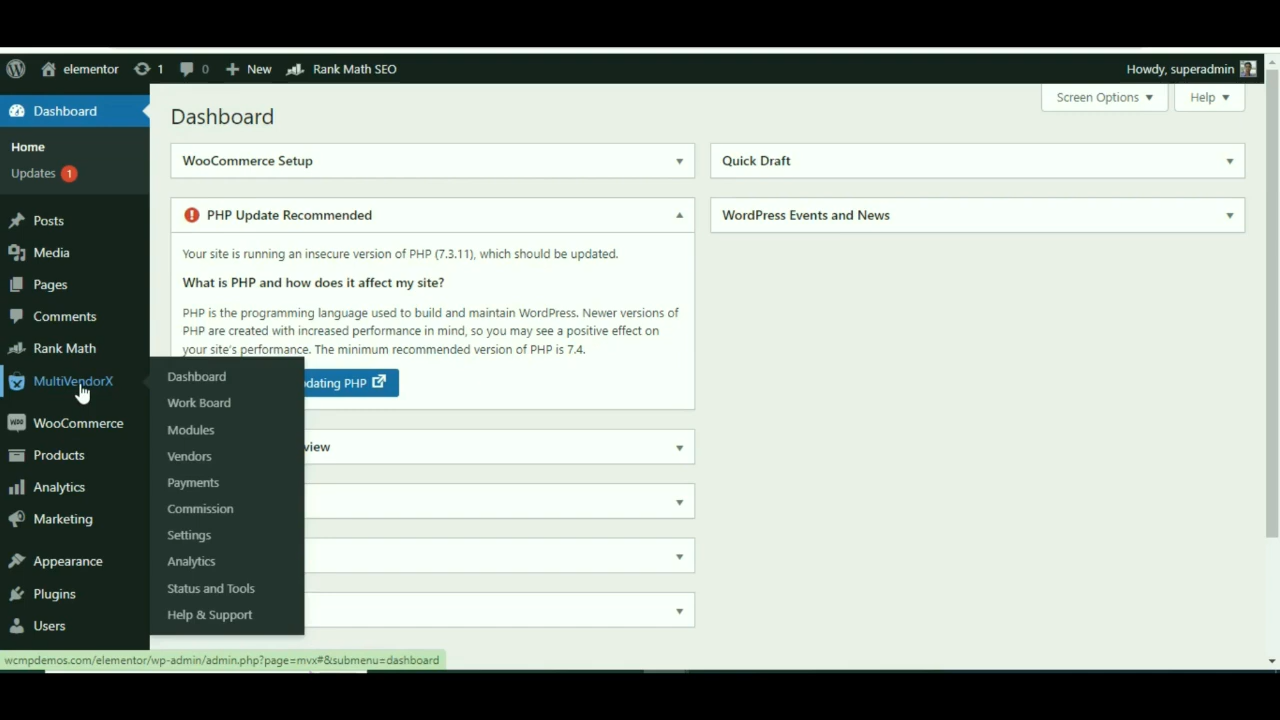 elementor 1 0 New Rank Math SEO Howdy, superadmin
Dashboard
Home
Updates 1
Posts
Media
Pages
Comments
Rank Math
MultiVendorX
WooCommerce
Products
Analytics
Marketing
Appearance
Plugins
Users
Dashboard
Work Board
Modules
Vendors
Payments
Commission
Settings
Analytics
Status and Tools
Help & Support
Screen Options
Help
Dashboard
WooCommerce Setup
PHP Update Recommended
Your site is running an insecure version of PHP (7.3.11), which should be updated.
What is PHP and how does it affect my site?
PHP is the programming language used to build and maintain WordPress. Newer versions of
PHP are created with increased performance in mind, so you may see a positive effect on
your site's performance. The minimum recommended version of PHP is 7.4.
PHP
Quick Draft
WordPress Events and News
wcmpdemos.com/elementor/wp-admin/admin.php?page=mvx#&submenu=dashboard